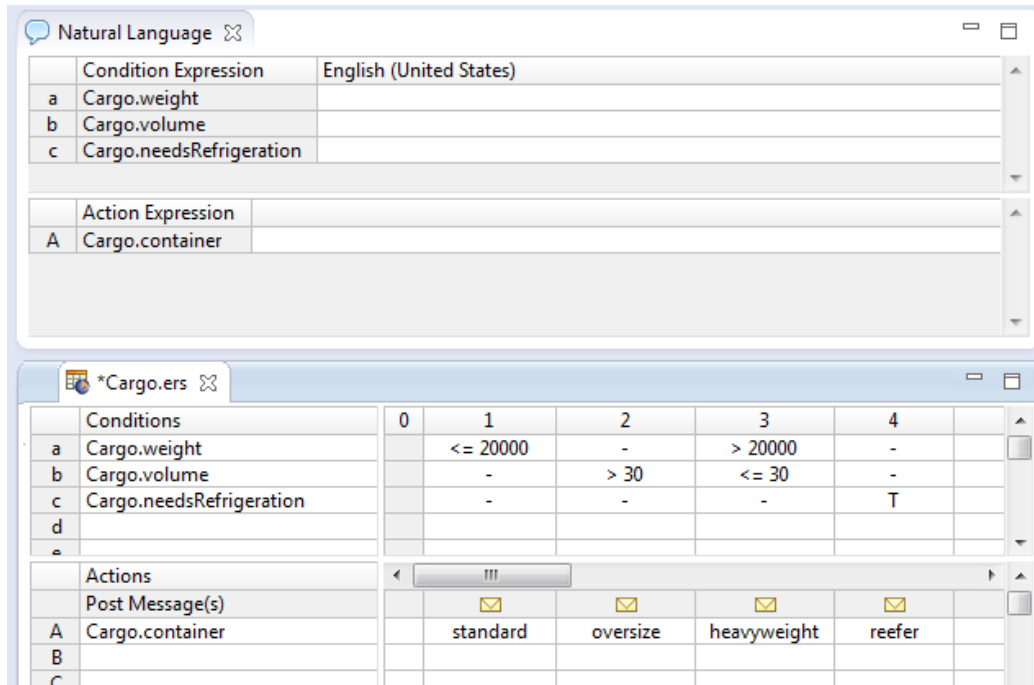 Natural Language
Condition Expression English (United States)
a Cargo.weight
b Cargo.volume
c Cargo.needsRefrigeration
Action Expression
A Cargo.container
*Cargo.ers
Conditions 0 1 2 3 4
a Cargo.weight <= 20000 - > 20000 -
b Cargo.volume - > 30 <= 30 -
c Cargo.needsRefrigeration - - - T
d
e
Actions
Post Message(s)
A Cargo.container standard oversize heavyweight reefer
B
C